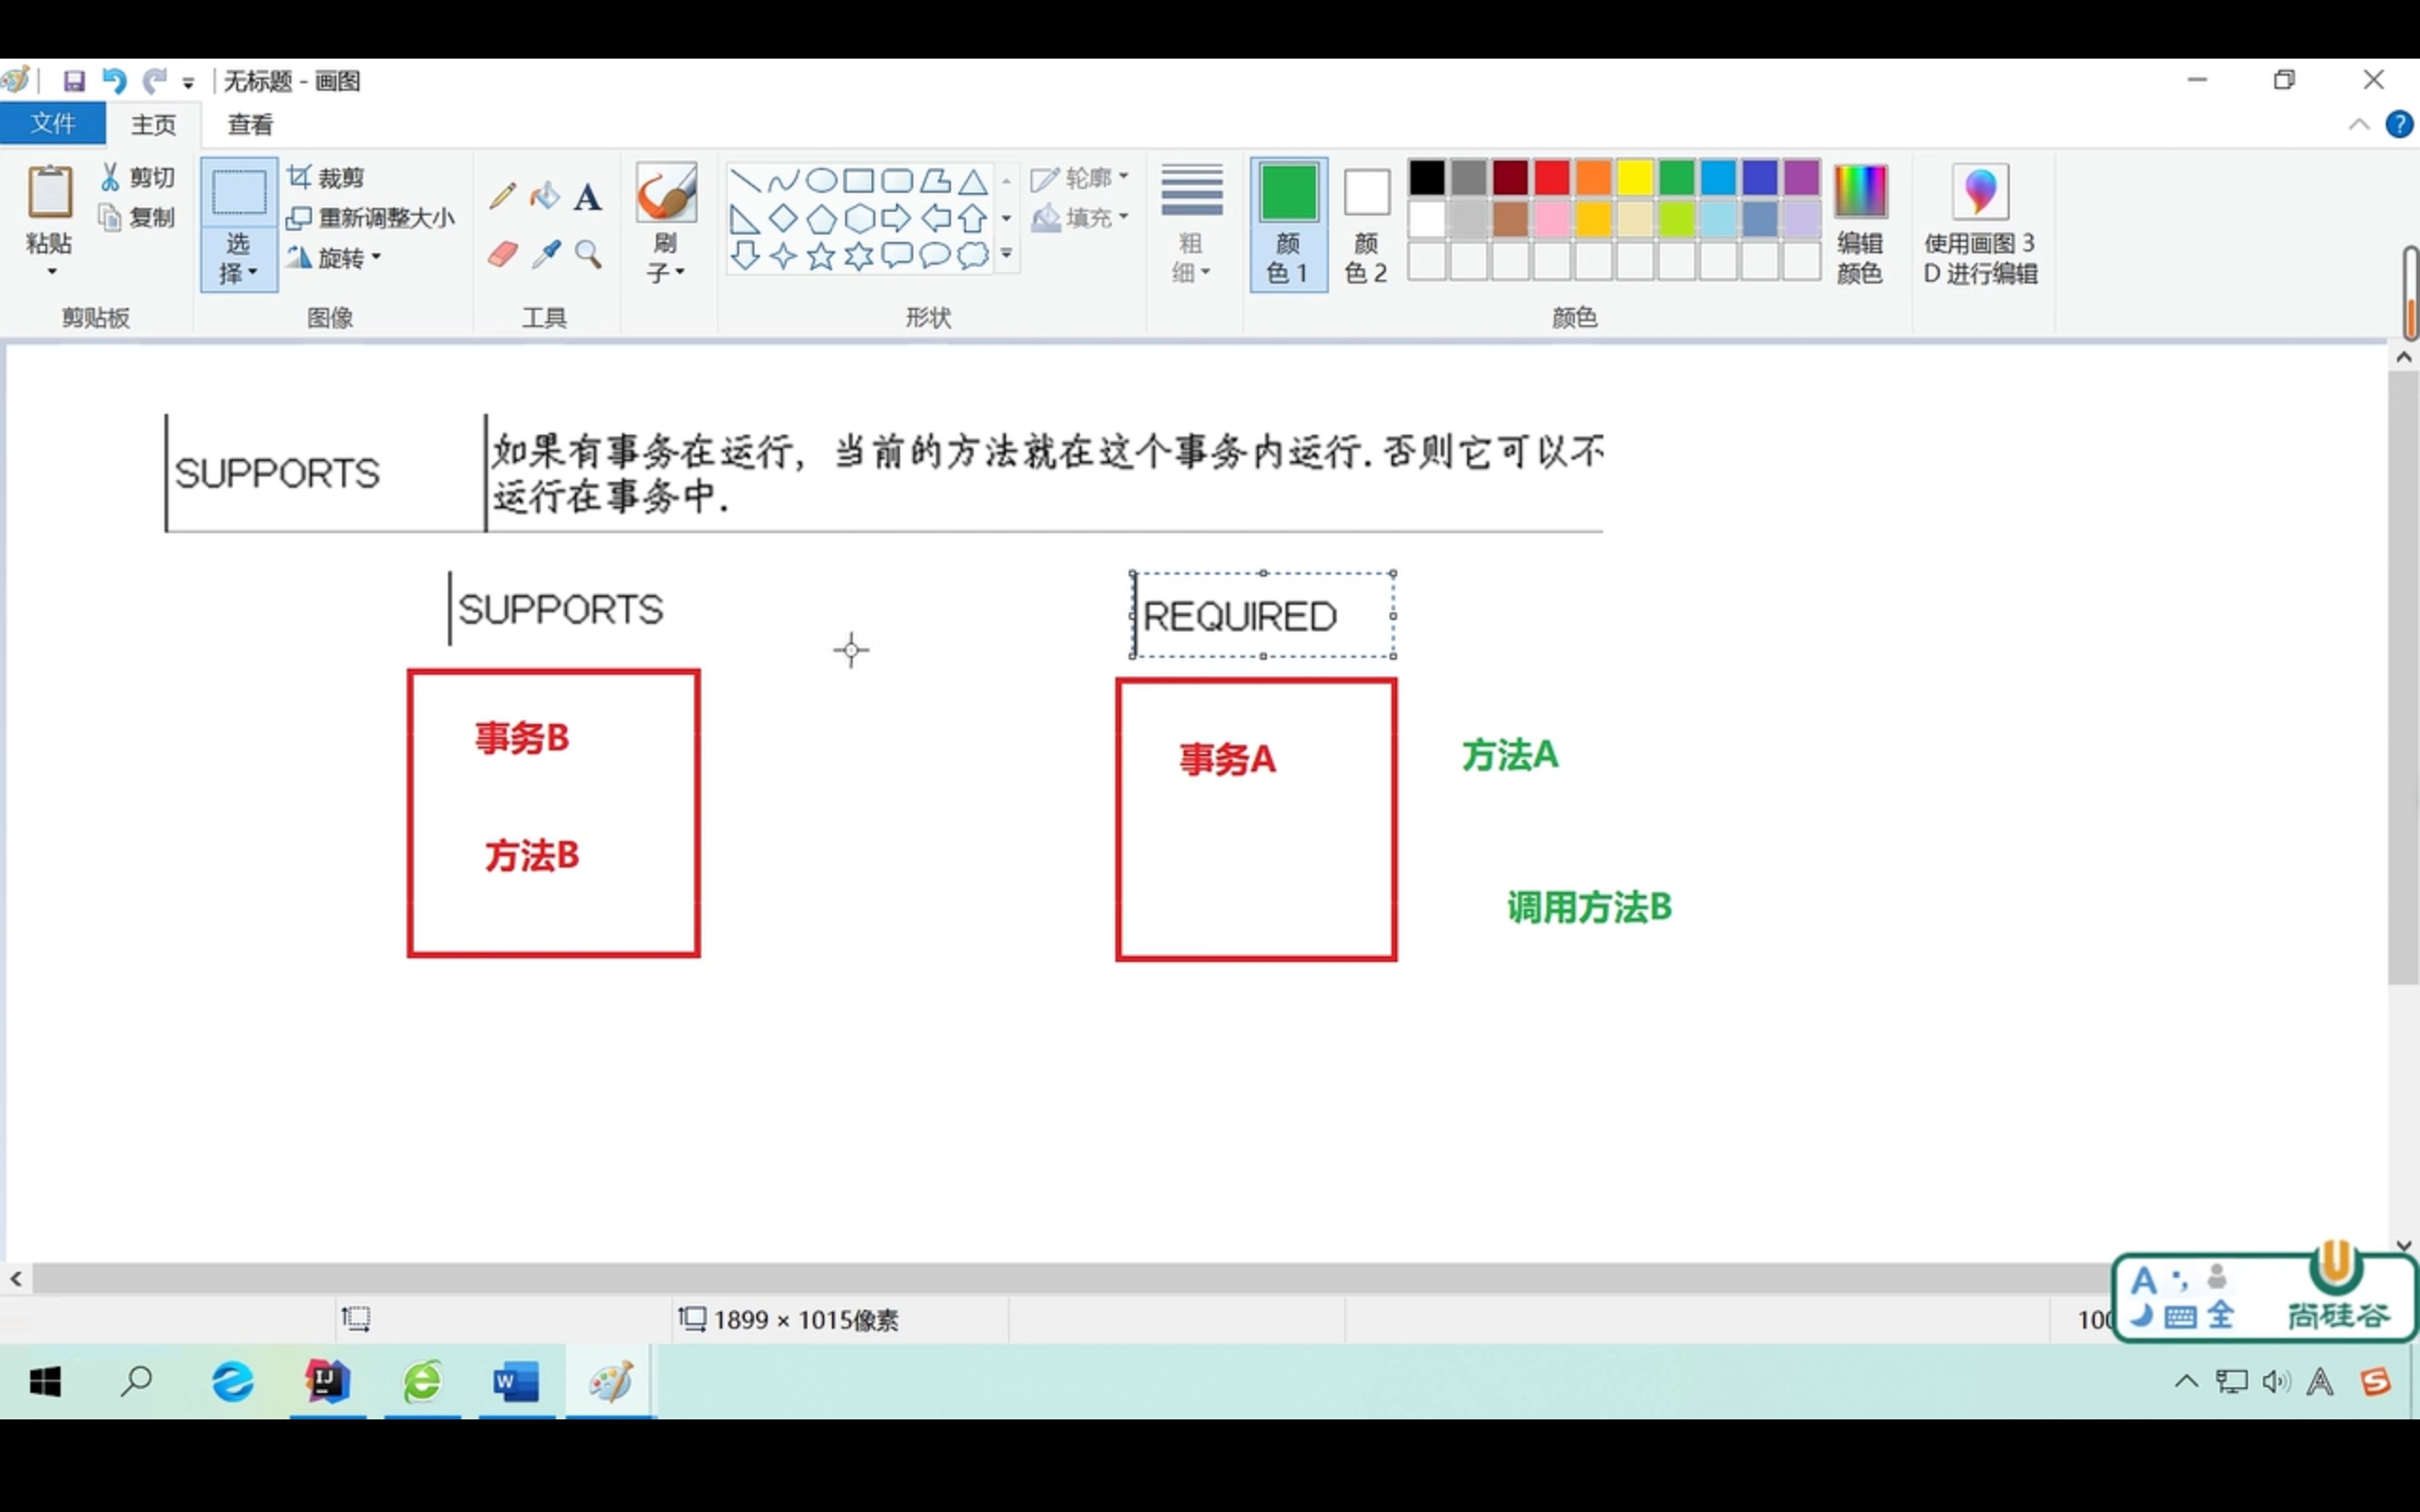 无标题 - 画图
文件 主页 查看
粘贴
剪切
复制
剪贴板
选择
裁剪
重新调整大小
旋转
图像
A
工具
刷子
形状
轮廓
填充
粗细
颜色 1
颜色 2
颜色
编辑颜色
使用画图 3
D 进行编辑
SUPPORTS
如果有事务在运行, 当前的方法就在这个事务内运行.否则它可以不
运行在事务中.
SUPPORTS
REQUIRED
事务B
方法B
事务A
方法A
调用方法B
1899 × 1015像素
100
A
全
尚硅谷
IJ
W
A
S